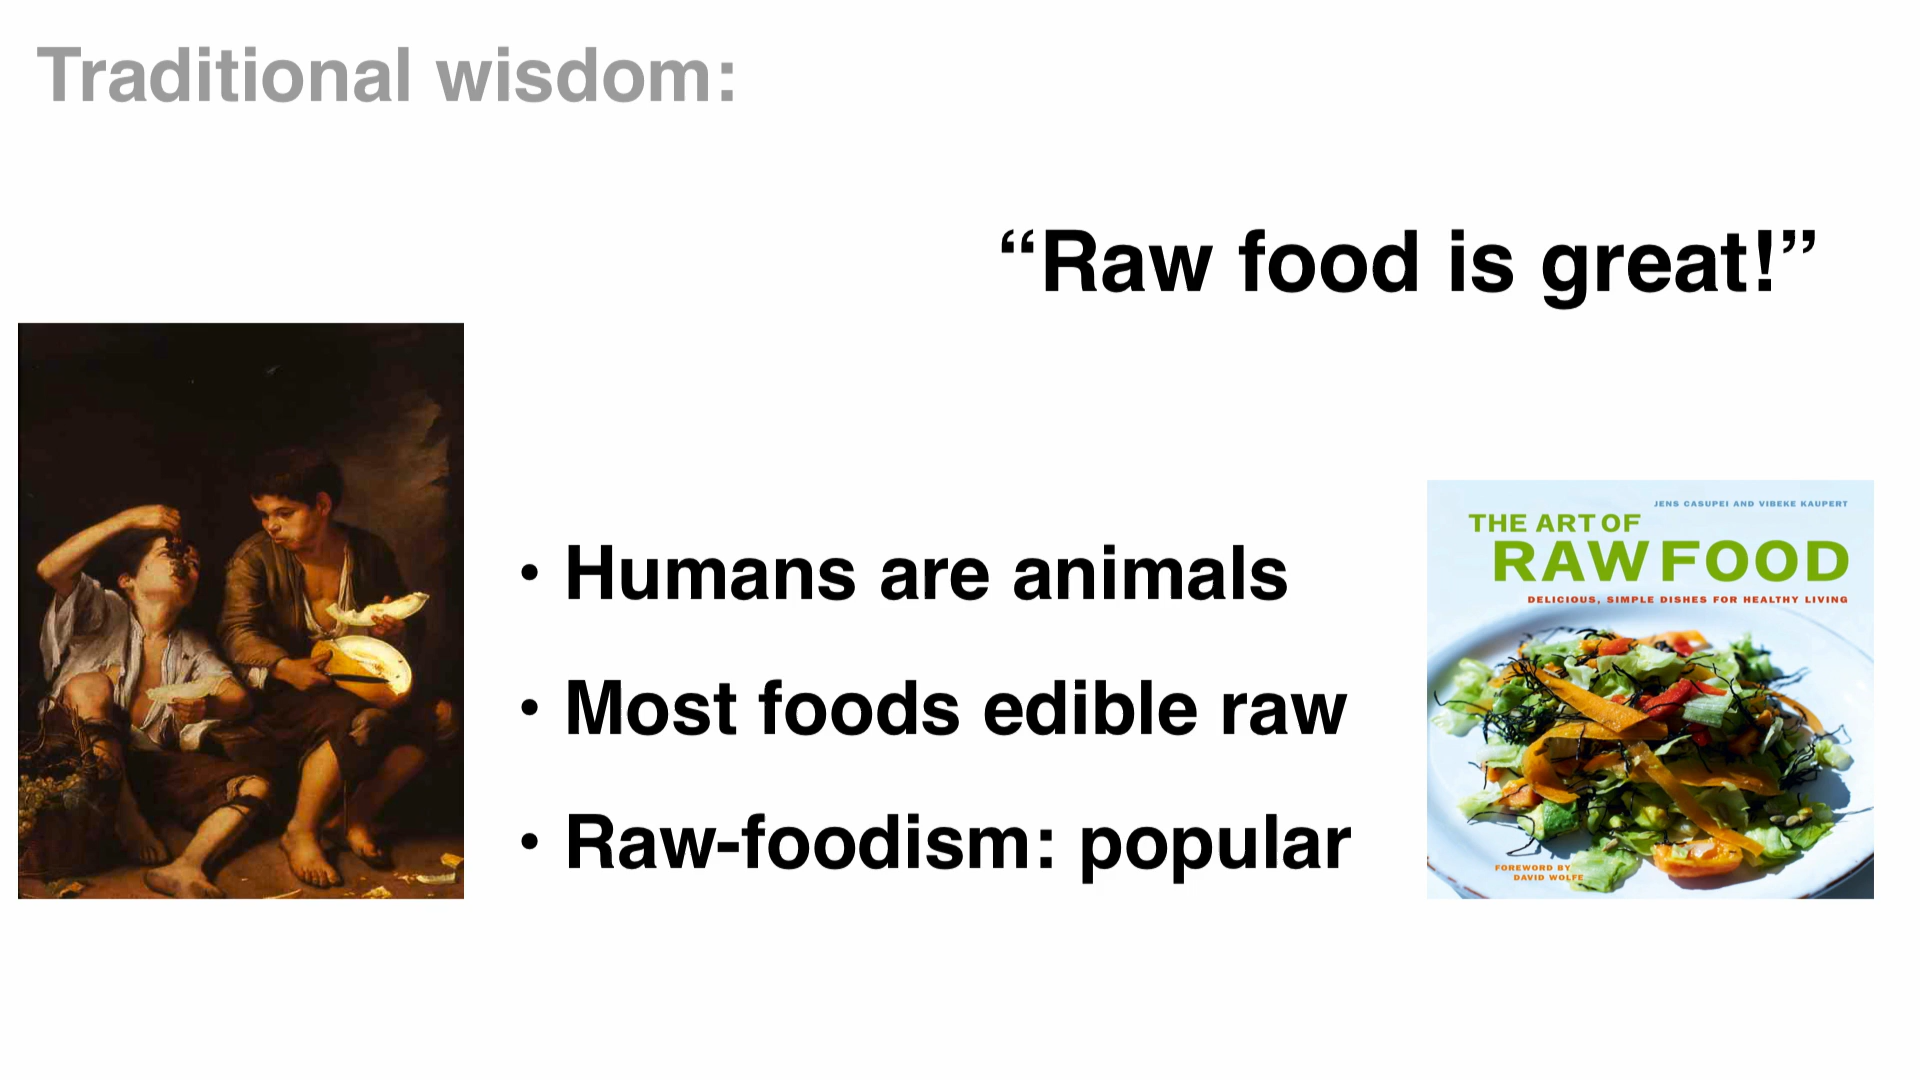 Traditional wisdom:
“Raw food is great!”
• Humans are animals
• Most foods edible raw
• Raw-foodism: popular
JENS CASUPEI AND VIBEKE KAUPERT
THE ART OF
RAW FOOD
DELICIOUS, SIMPLE DISHES FOR HEALTHY LIVING
FOREWORD BY
DAVID WOLFE